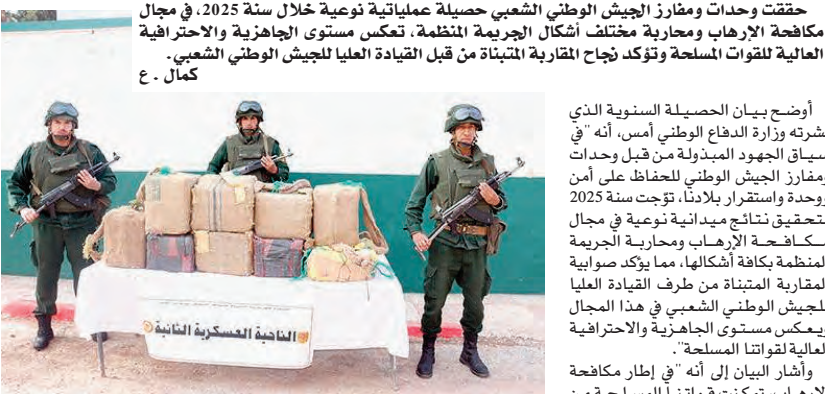 حققت وحدات ومفارز الجيش الوطني الشعبي حصيلة عملياتية نوعية خلال سنة 2025، في مجال
مكافحة الإرهاب ومحاربة مختلف أشكال الجريمة المنظمة، تعكس مستوى الجاهزية والاحترافية
العالية للقوات المسلحة وتؤكد نجاح المقاربة المتبناة من قبل القيادة العليا للجيش الوطني الشعبي.
كمال . ع
أوضح بيان الحصيلة السنوية الذي
نشرته وزارة الدفاع الوطني أمس، أنه "في
سياق الجهود المبذولة من قبل وحدات
ومفارز الجيش الوطني للحفاظ على أمن
ووحدة واستقرار بلادنا، توّجت سنة 2025
بتحقيق نتائج ميدانية نوعية في مجال
مكافحة الإرهاب ومحاربة الجريمة
المنظمة بكافة أشكالها، مما يؤكد صوابية
المقاربة المتبناة من طرف القيادة العليا
للجيش الوطني الشعبي في هذا المجال
ويعكس مستوى الجاهزية والاحترافية
العالية لقواتنا المسلحة".
وأشار البيان إلى أنه "في إطار مكافحة
الناحية العسكرية الثانية